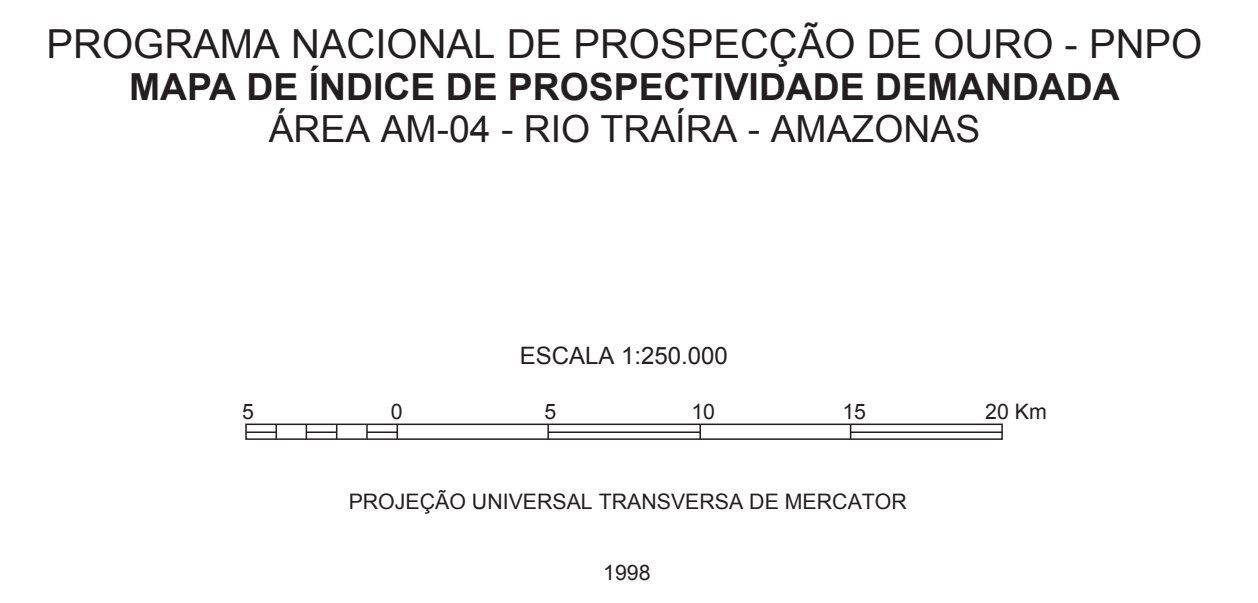 PROGRAMA NACIONAL DE PROSPECÇÃO DE OURO - PNPO
MAPA DE ÍNDICE DE PROSPECTIVIDADE DEMANDADA
ÁREA AM-04 - RIO TRAÍRA - AMAZONAS
ESCALA 1:250.000
5 0 5 10 15 20 Km
PROJEÇÃO UNIVERSAL TRANSVERSA DE MERCATOR
1998